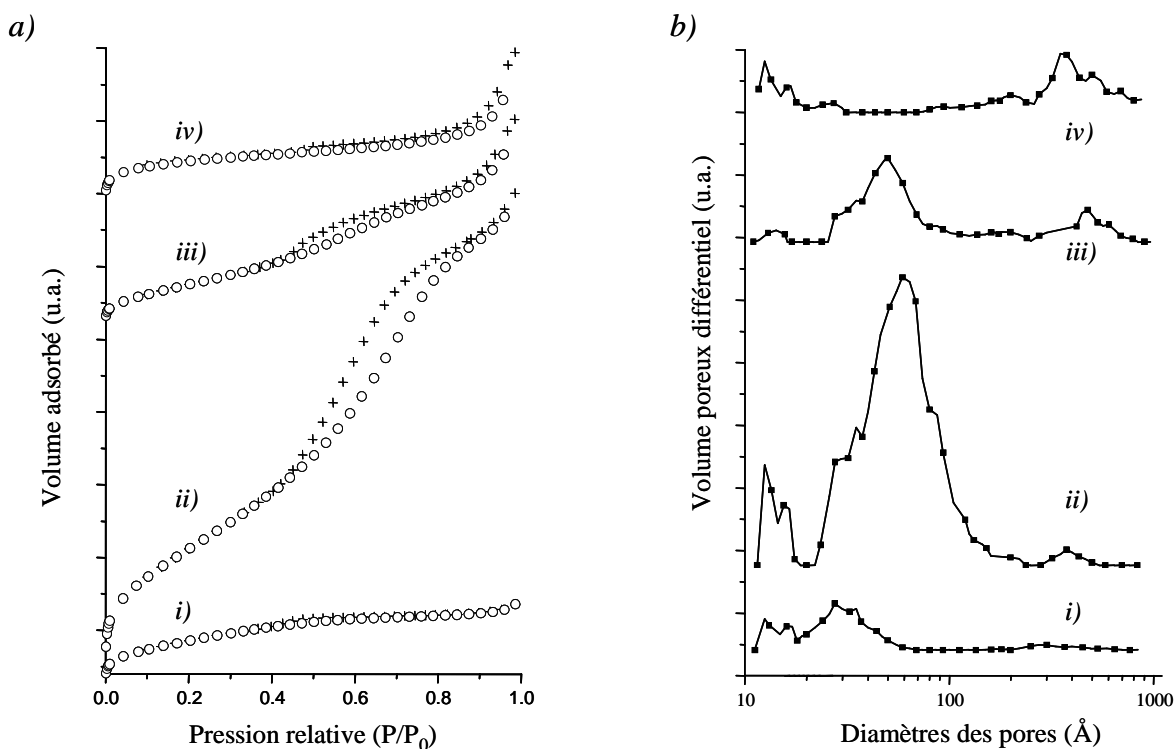 a)
Volume adsorbé (u.a.)
iv)
iii)
ii)
i)
0.0 0.2 0.4 0.6 0.8 1.0
Pression relative (P/P0)
b)
Volume poreux différentiel (u.a.)
iv)
iii)
ii)
i)
10 100 1000
Diamètres des pores (Å)